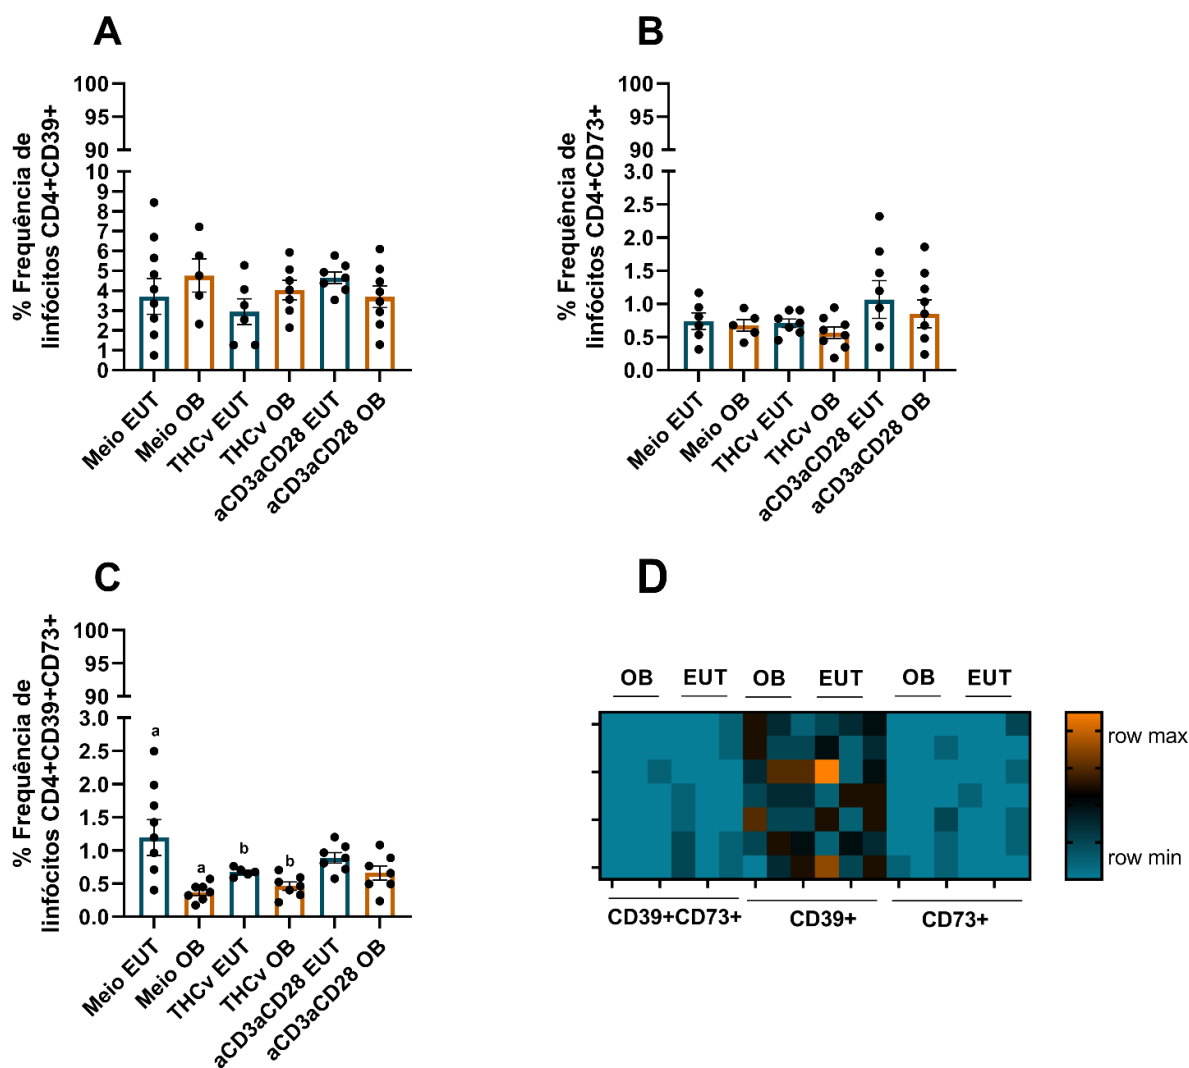 A
% Frequência de
linfócitos CD4+CD39+
100
95
90
10
9
8
7
6
5
4
3
2
1
0
Meio EUT
Meio OB
THCv EUT
THCv OB
aCD3aCD28 EUT
aCD3aCD28 OB
B
% Frequência de
linfócitos CD4+CD73+
100
95
90
3.0
2.5
2.0
1.5
1.0
0.5
0.0
Meio EUT
Meio OB
THCv EUT
THCv OB
aCD3aCD28 EUT
aCD3aCD28 OB
C
% Frequência de
linfócitos CD4+CD39+CD73+
100
95
90
3.0
2.5
2.0
1.5
1.0
0.5
0.0
a
a
b
b
Meio EUT
Meio OB
THCv EUT
THCv OB
aCD3aCD28 EUT
aCD3aCD28 OB
D
OB EUT OB EUT OB EUT
row max
row min
CD39+CD73+ CD39+ CD73+